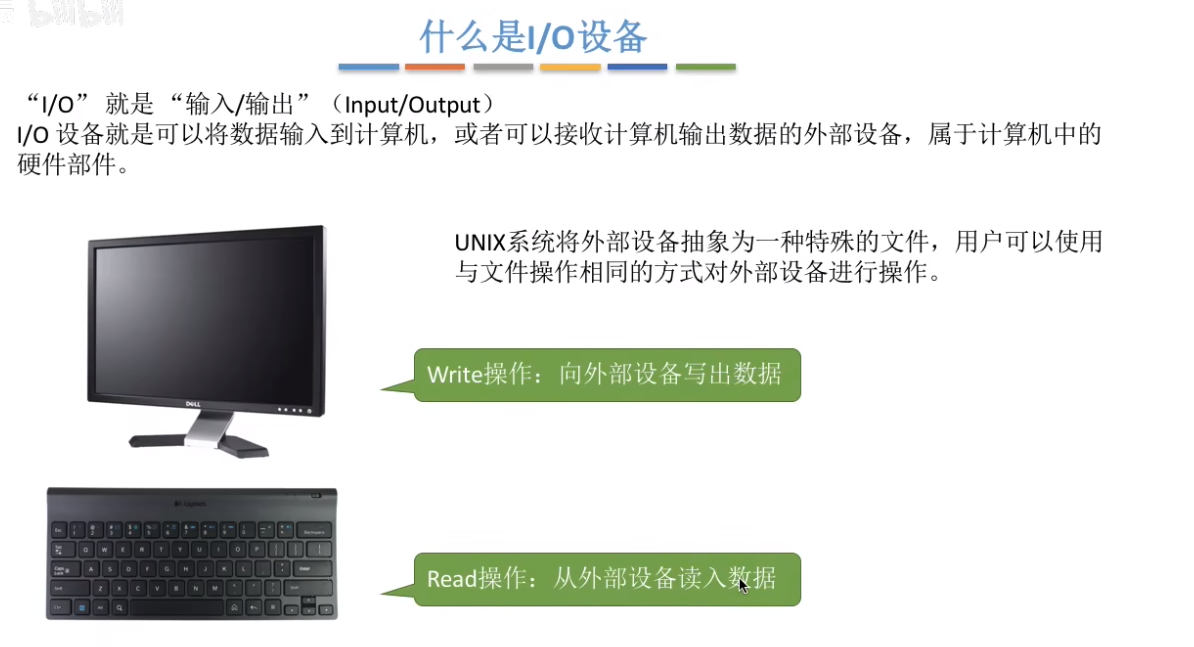 bilibili
什么是I/O设备
“I/O” 就是 “输入/输出”（Input/Output）
I/O 设备就是可以将数据输入到计算机，或者可以接收计算机输出数据的外部设备，属于计算机中的
硬件部件。
UNIX系统将外部设备抽象为一种特殊的文件，用户可以使用
与文件操作相同的方式对外部设备进行操作。
Write操作：向外部设备写出数据
DELL
Read操作：从外部设备读入数据